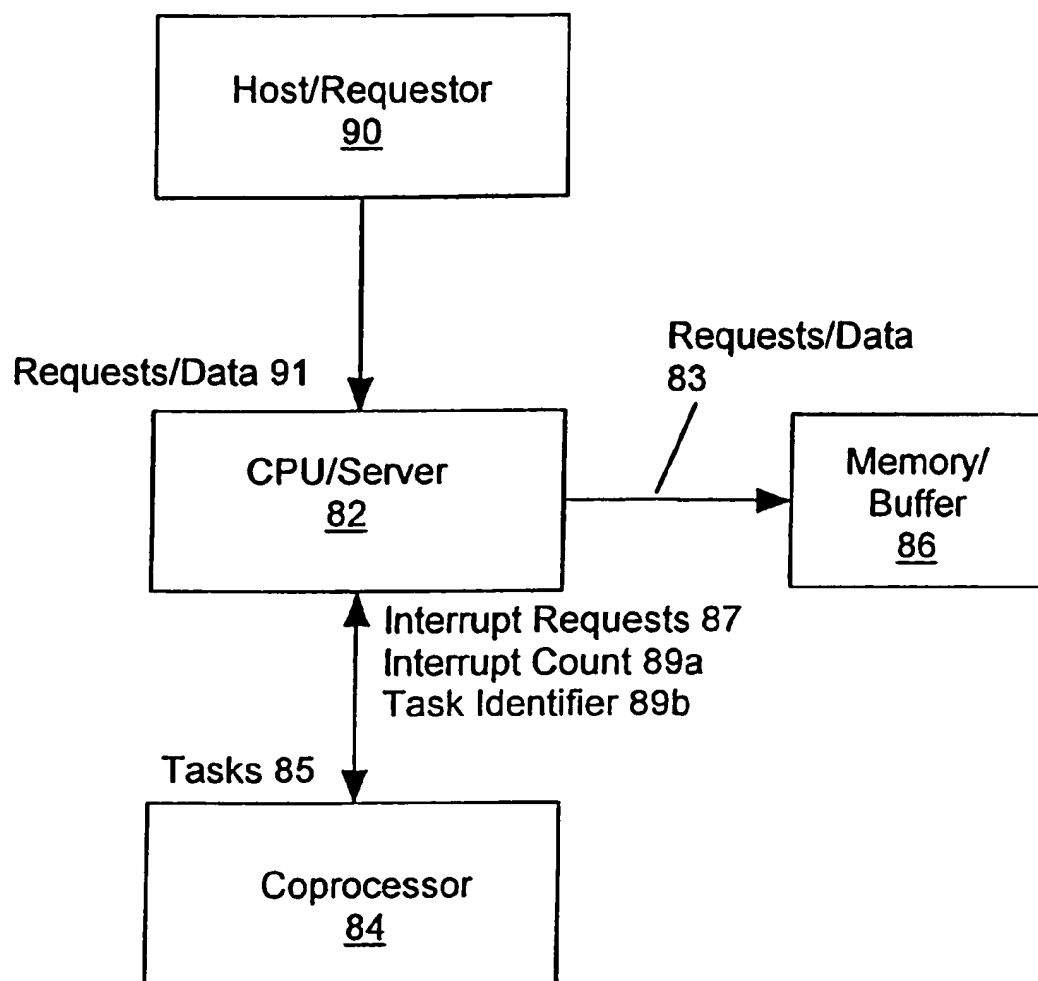 Host/Requestor
90
Requests/Data 91
Requests/Data
83
CPU/Server
82
Memory/
Buffer
86
Interrupt Requests 87
Interrupt Count 89a
Task Identifier 89b
Tasks 85
Coprocessor
84